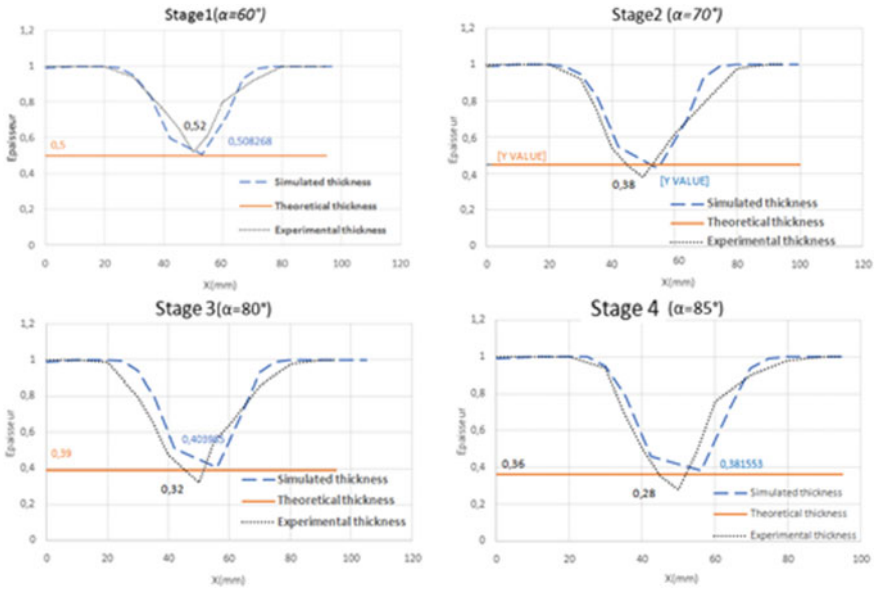 Stage1(α=60°)
1,2
1
0,8
0,6
0,4
0,2
0
Epaisseur
0,52
0,508268
0,5
Simulated thickness
Theoretical thickness
Experimental thickness
0 20 40 60 80 100 120
X(mm)
Stage2 (α=70°)
1,2
1
0,8
0,6
0,4
0,2
0
Epaisseur
[Y VALUE]
[Y VALUE]
0,38
Simulated thickness
Theoretical thickness
Experimental thickness
0 20 40 60 80 100 120
X(mm)
Stage 3(α=80°)
1,2
1
0,8
0,6
0,4
0,2
0
Epaisseur
0,403905
0,39
0,32
Simulated thickness
Theoretical thickness
Experimental thickness
0 20 40 60 80 100 120
X(mm)
Stage 4 (α=85°)
1,2
1
0,8
0,6
0,4
0,2
0
Epaisseur
0,36
0,381553
0,28
Simulated thickness
Theoretical thickness
Experimental thickness
0 20 40 60 80 100
X(mm)